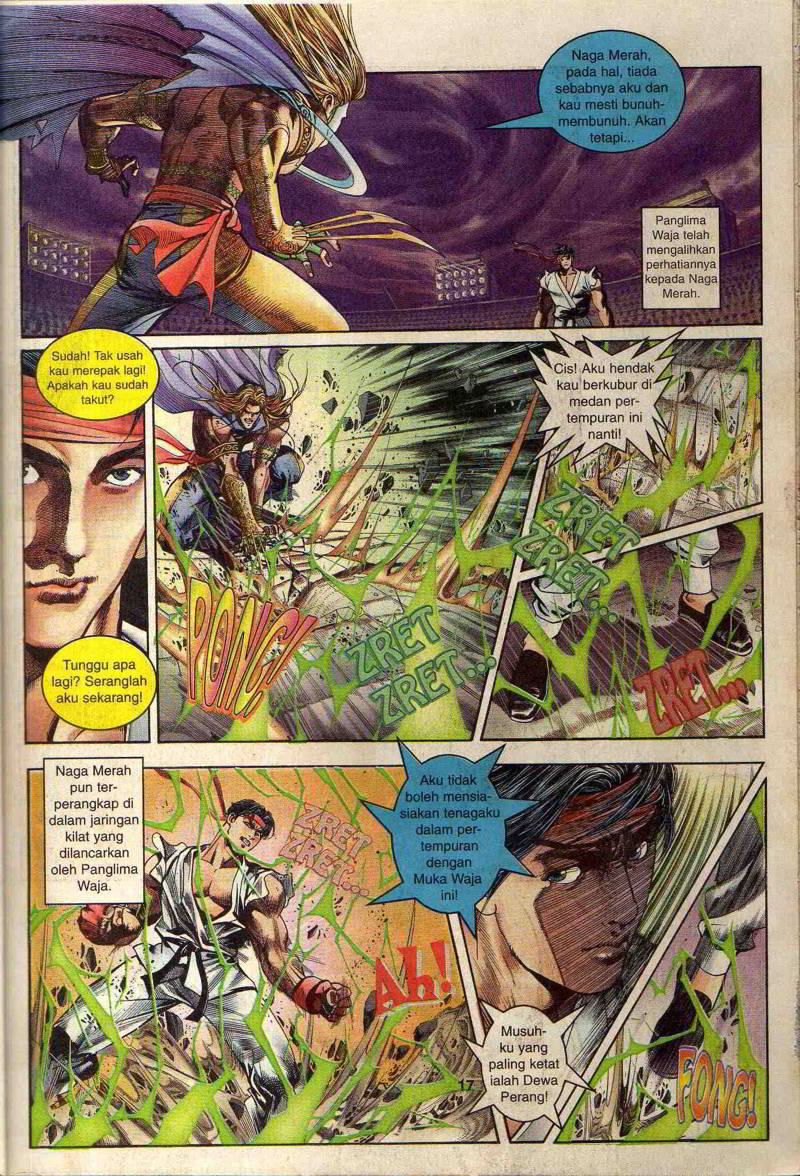 Naga Merah,
pada hal, tiada
sebabnya aku dan
kau mesti bunuh-
membunuh. Akan
tetapi...
Panglima
Waja telah
mengalihkan
perhatiannya
kepada Naga
Merah.
Sudah! Tak usah
kau merepak lagi!
Apakah kau sudah
takut?
Tunggu apa
lagi? Seranglah
aku sekarang!
PONG!
ZRET
ZRET...
Cis! Aku hendak
kau berkubur di
medan per-
tempuran ini
nanti!
ZRET
ZRET
ZRET...
ZRET...
Naga Merah
pun ter-
perangkap di
dalam jaringan
kilat yang
dilancarkan
oleh Panglima
Waja.
ZRET
ZRET...
Ah!
Aku tidak
boleh mensia-
siakan tenagaku
dalam per-
tempuran
dengan
Muka Waja
ini!
Musuh-
ku yang
paling ketat
ialah Dewa
Perang!
PONG!
17